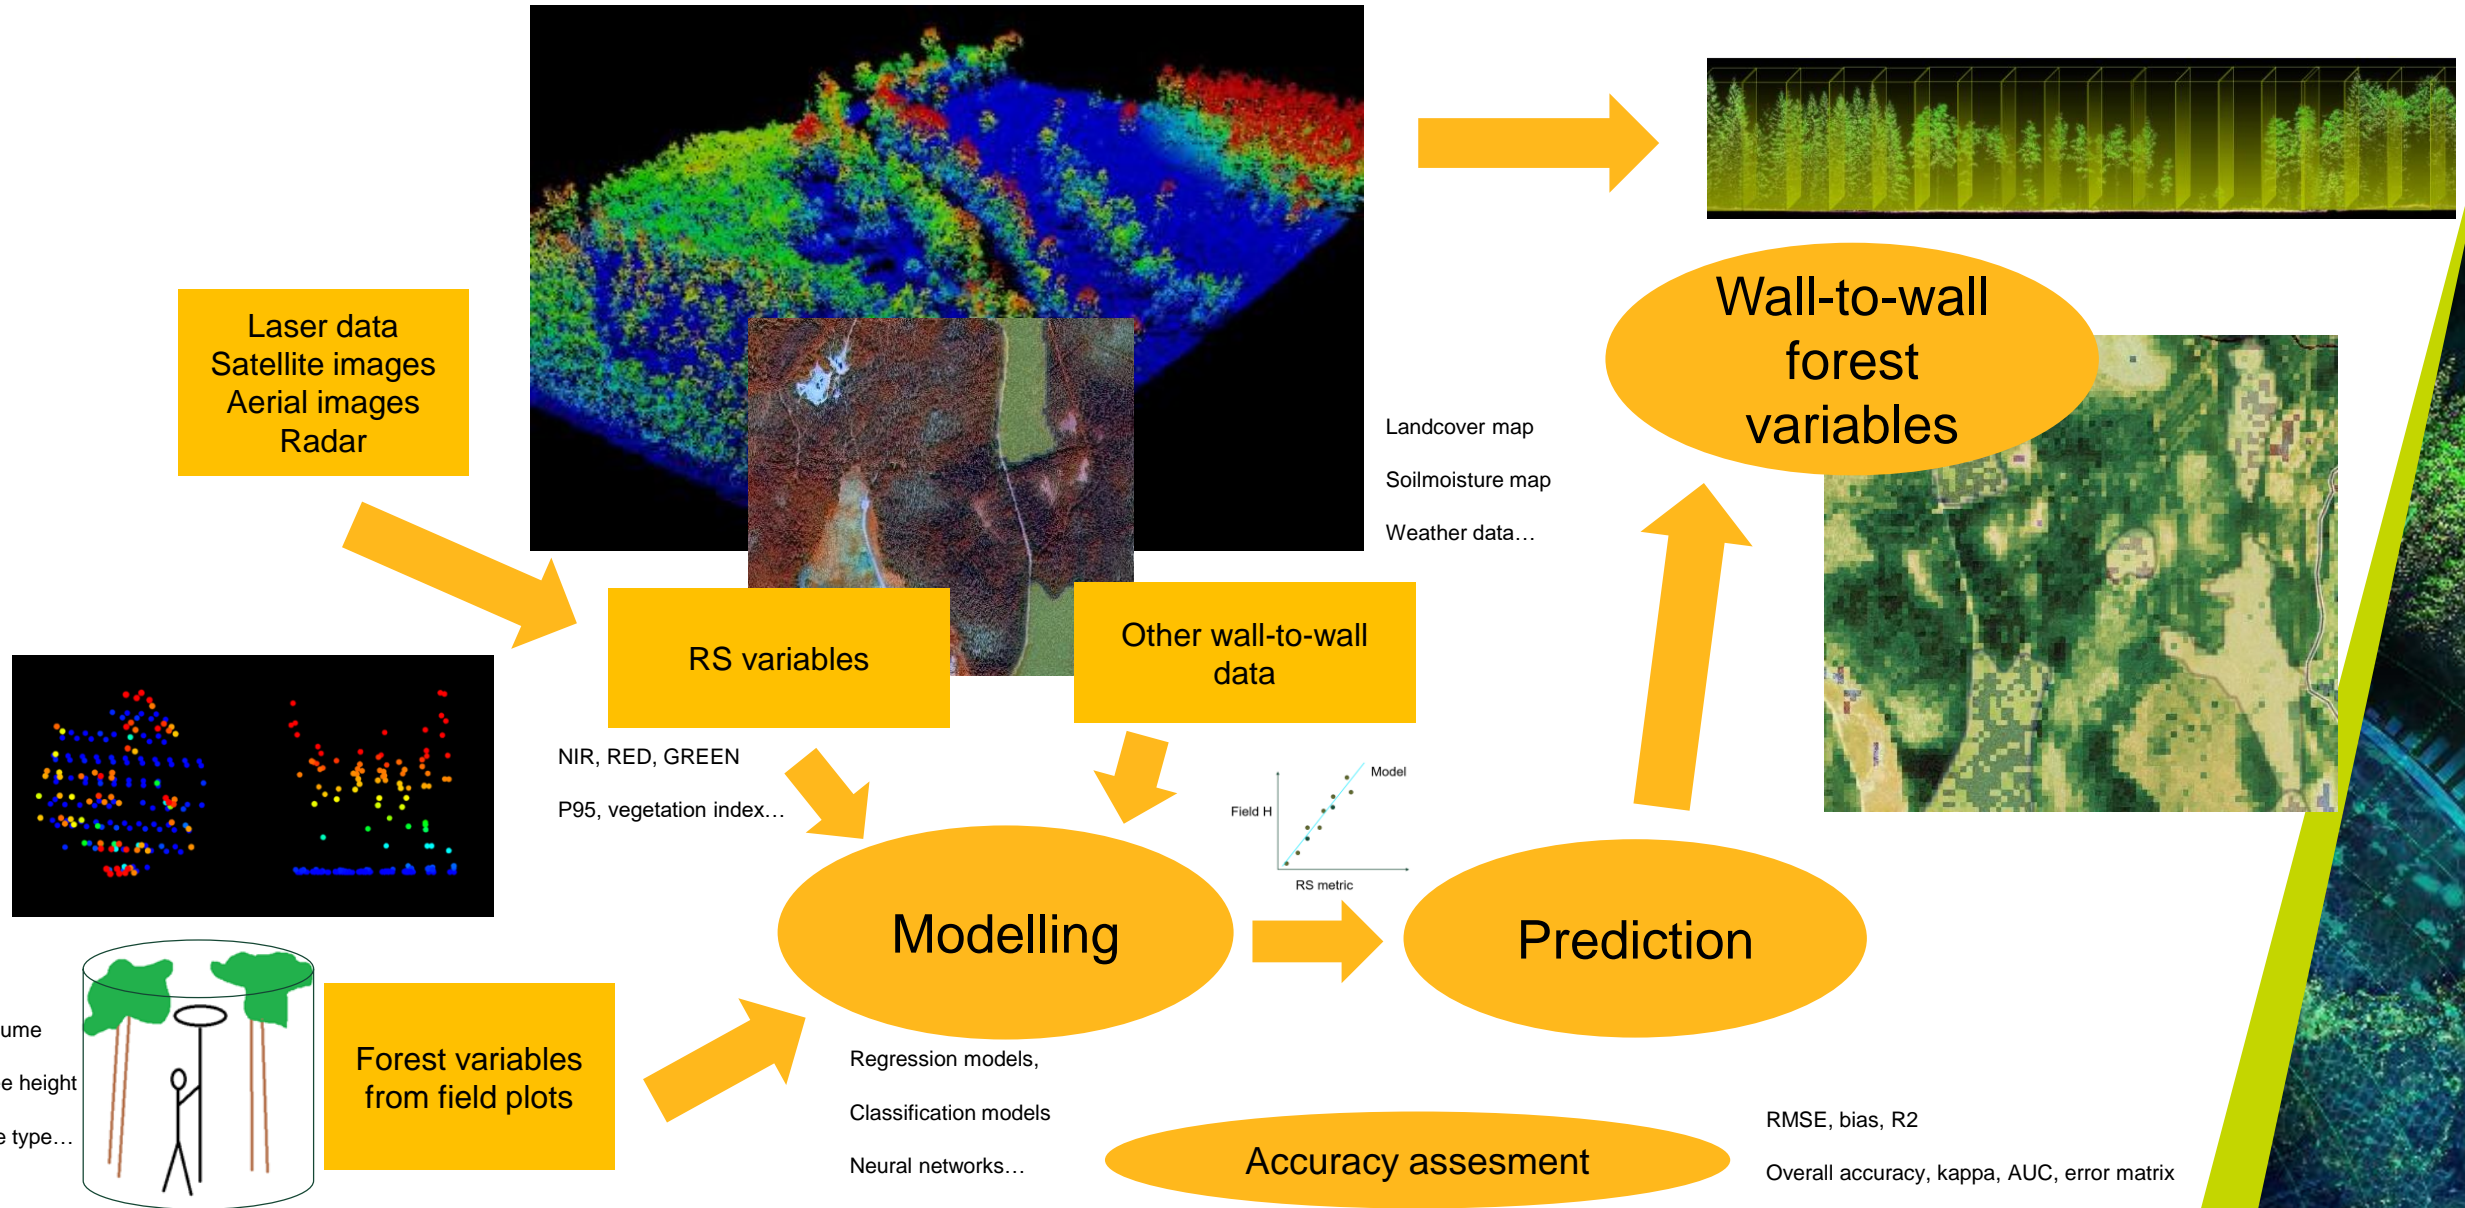 Laser data
Satellite images
Aerial images
Radar
Wall-to-wall
forest
variables
Landcover map
Soilmoisture map
Weather data…
RS variables
Other wall-to-wall
data
NIR, RED, GREEN
P95, vegetation index…
Model
Field H
RS metric
Modelling
Prediction
height
type…
Forest variables
from field plots
Regression models,
Classification models
Neural networks…
Accuracy assesment
RMSE, bias, R2
Overall accuracy, kappa, AUC, error matrix